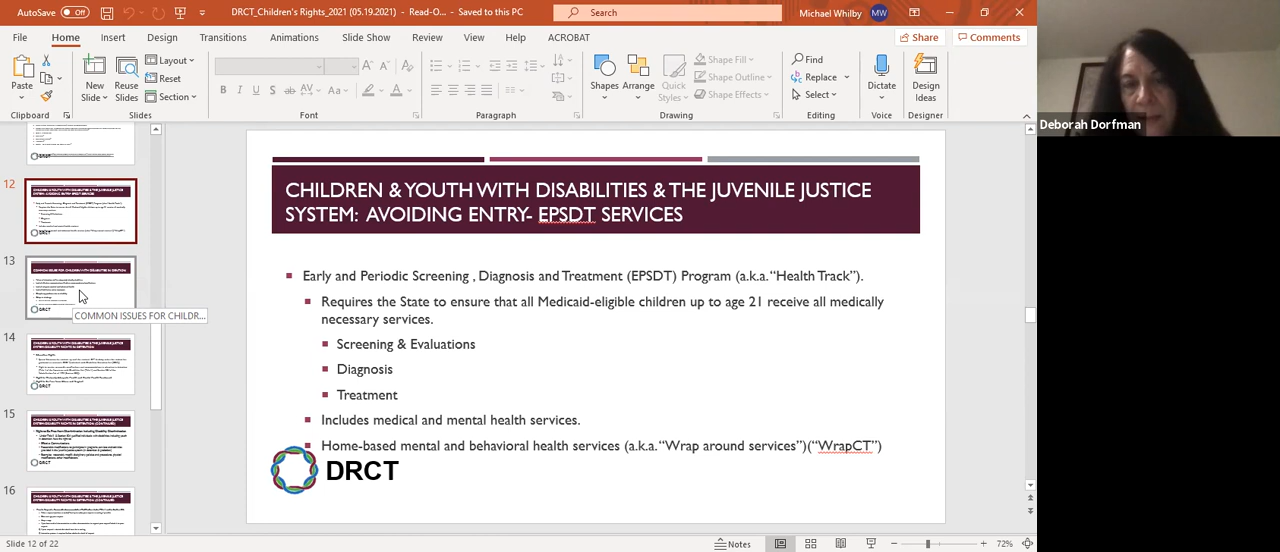 AutoSave Off DRCT_Children's Rights_2021 (05.19.2021) - Read-O... - Saved to this PC Search Michael Whilby MW
File Home Insert Design Transitions Animations Slide Show Review View Help ACROBAT Share Comments
Paste New Slide Reuse Slides Layout Reset Section Shapes Arrange Quick Styles Shape Fill Shape Outline Shape Effects Find Replace Select Dictate Design Ideas
Clipboard Slides Font Paragraph Drawing Editing Voice Designer
Deborah Dorfman
12
13
COMMON ISSUES FOR CHILDR...
14
15
16
CHILDREN & YOUTH WITH DISABILITIES & THE JUVENILE JUSTICE
SYSTEM: AVOIDING ENTRY- EPSDT SERVICES
Early and Periodic Screening , Diagnosis and Treatment (EPSDT) Program (a.k.a. “Health Track”).
Requires the State to ensure that all Medicaid-eligible children up to age 21 receive all medically
necessary services.
Screening & Evaluations
Diagnosis
Treatment
Includes medical and mental health services.
Home-based mental and behavioral health services (a.k.a. “Wrap around services”)(“WrapCT”)
DRCT
Slide 12 of 22 Notes 72%